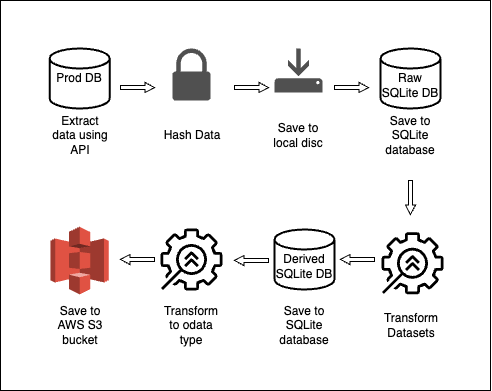 Prod DB
Extract
data using
API
Hash Data
Save to
local disc
Raw
SQLite DB
Save to
SQLite
database
Transform
Datasets
Derived
SQLite DB
Save to
SQLite
database
Transform
to odata
type
Save to
AWS S3
bucket